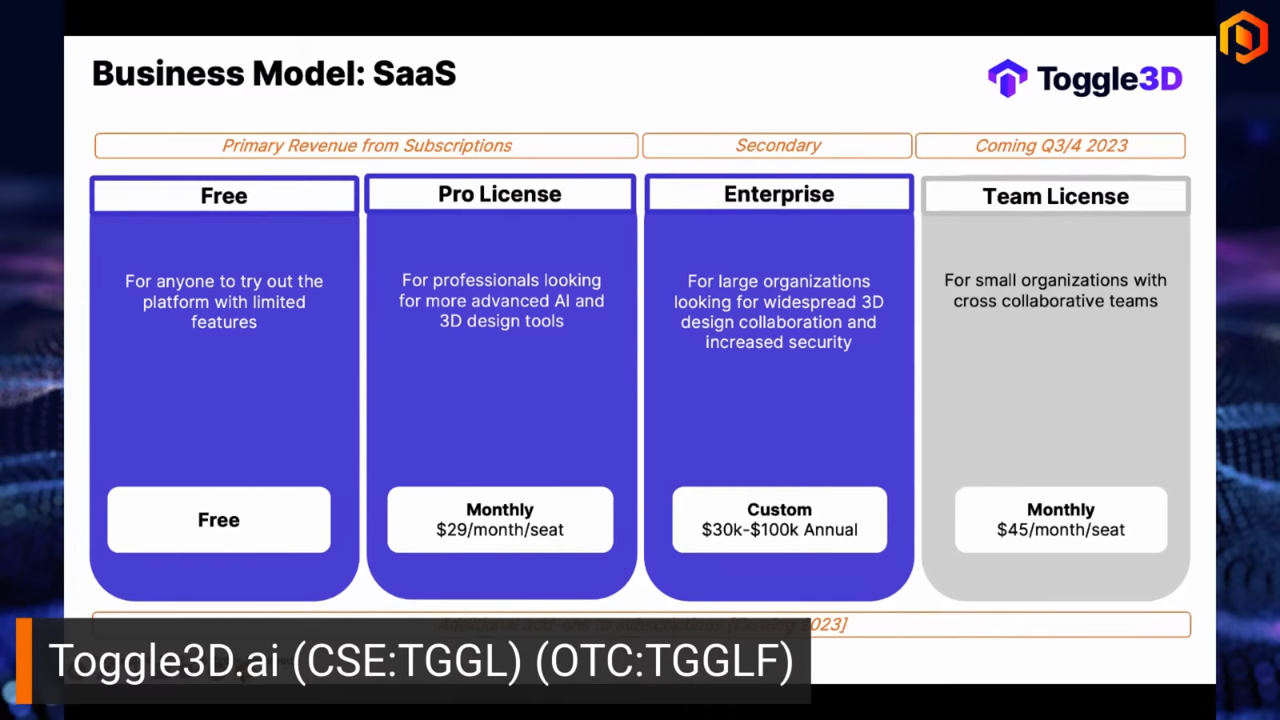 Business Model: SaaS
Toggle3D
Primary Revenue from Subscriptions
Secondary
Coming Q3/4 2023
Free
Pro License
Enterprise
Team License
For anyone to try out the
platform with limited
features
For professionals looking
for more advanced AI and
3D design tools
For large organizations
looking for widespread 3D
design collaboration and
increased security
For small organizations with
cross collaborative teams
Free
Monthly
$29/month/seat
Custom
$30k-$100k Annual
Monthly
$45/month/seat
2023]
Toggle3D.ai (CSE:TGGL) (OTC:TGGLF)